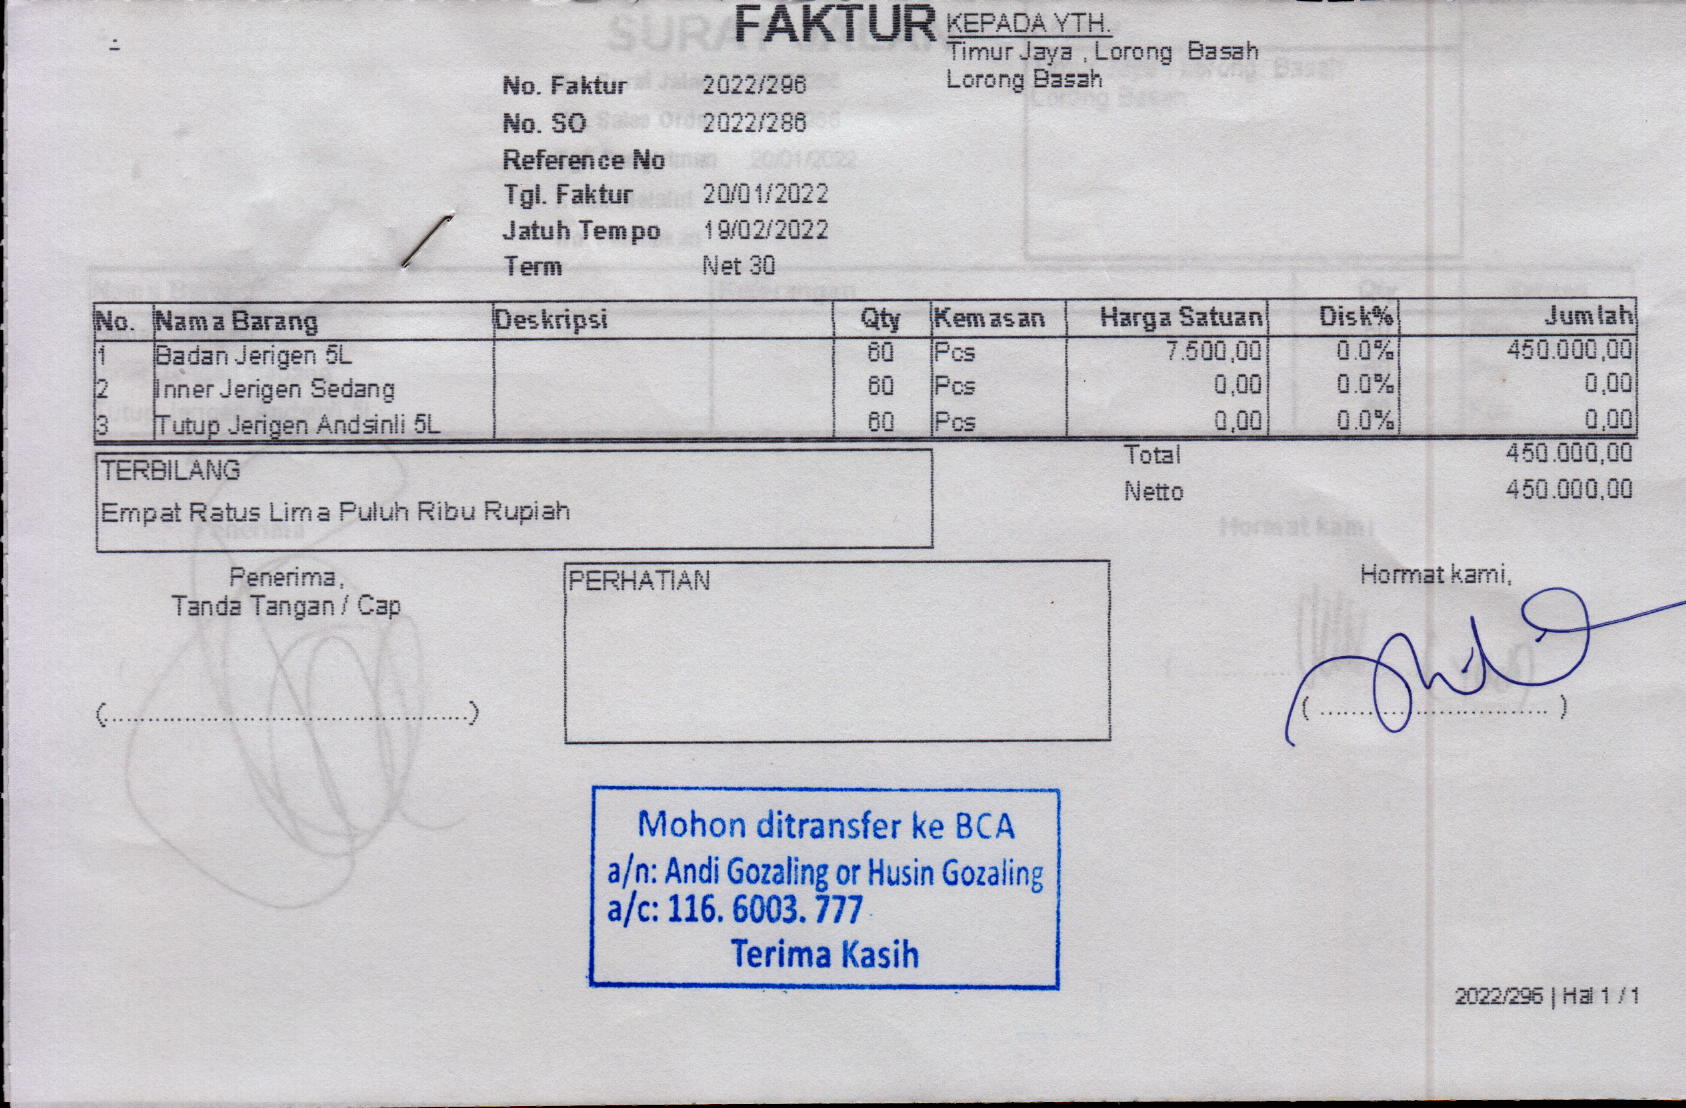 FAKTUR
KEPADA YTH.
Timur Jaya , Lorong Basah
Lorong Basah
No. Faktur 2022/296
No. SO 2022/286
Reference No
Tgl. Faktur 20/01/2022
Jatuh Tempo 19/02/2022
Term Net 30
No. Nama Barang Deskripsi Qty Kemasan Harga Satuan Disk% Jumlah
1 Badan Jerigen 5L 60 Pcs 7.500,00 0.0% 450.000,00
2 Inner Jerigen Sedang 60 Pcs 0,00 0.0% 0,00
3 Tutup Jerigen Andsinli 5L 60 Pcs 0,00 0.0% 0,00
Total 450.000,00
Netto 450.000,00
TERBILANG
Empat Ratus Lima Puluh Ribu Rupiah
Penerima,
Tanda Tangan / Cap
(................................................)
PERHATIAN
Hormat kami,
( .............................. )
Mohon ditransfer ke BCA
a/n: Andi Gozaling or Husin Gozaling
a/c: 116. 6003. 777
Terima Kasih
2022/296 | Hal 1 / 1